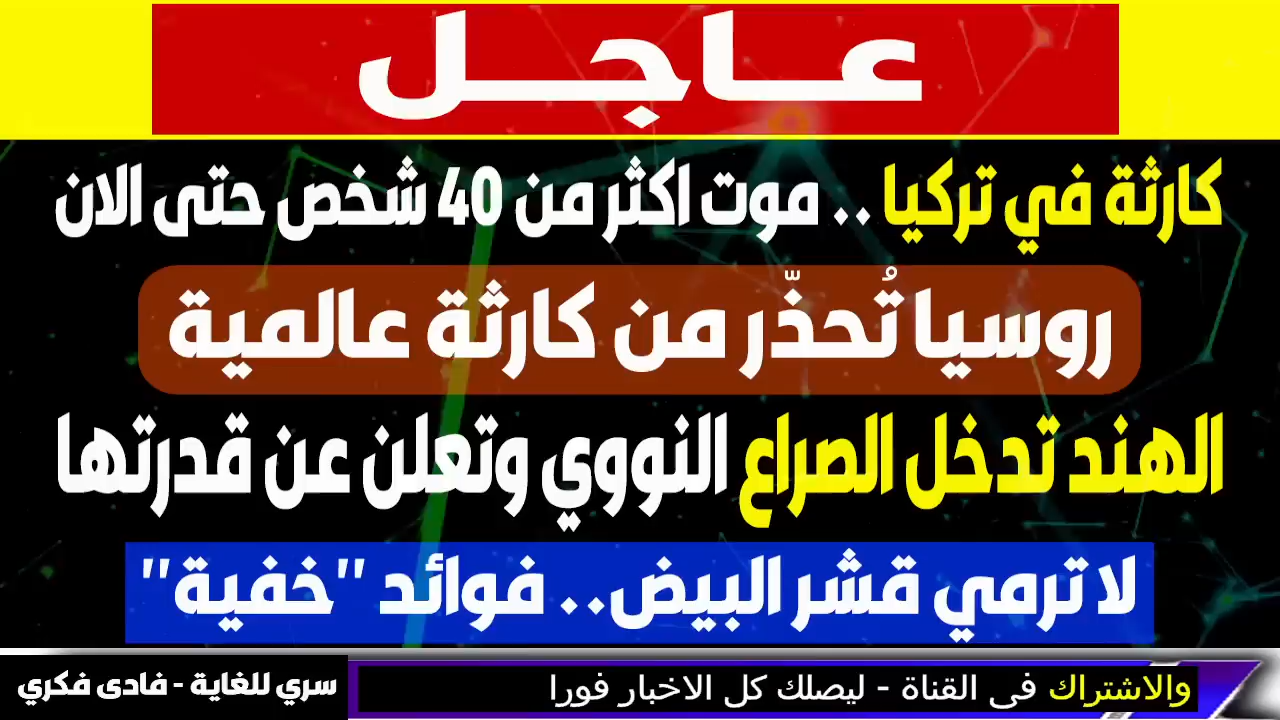 عاجل
كارثة في تركيا .. موت اكثر من 40 شخص حتى الان
روسيا تُحذّر من كارثة عالمية
الهند تدخل الصراع النووي وتعلن عن قدرتها
لا ترمي قشر البيض.. فوائد "خفية"
والاشتراك فى القناة - ليصلك كل الاخبار فورا
سري للغاية - فادى فكري